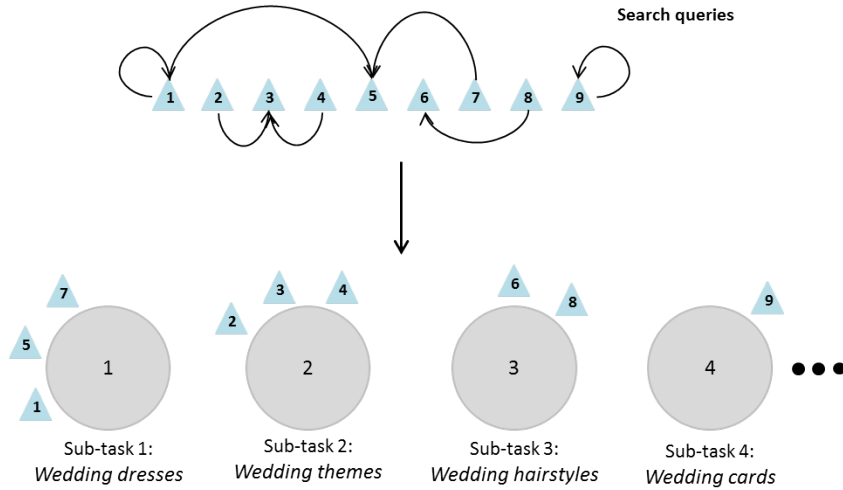 Search queries
1 2 3 4 5 6 7 8 9
7 3 4 6 8 9
5 2
1
1 2 3 4
Sub-task 1: Sub-task 2: Sub-task 3: Sub-task 4:
Wedding dresses Wedding themes Wedding hairstyles Wedding cards